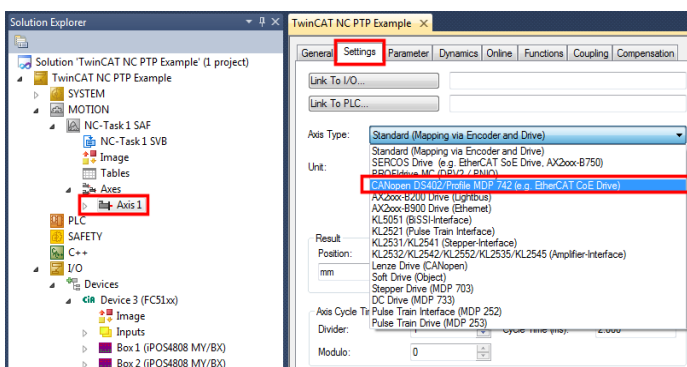 Solution Explorer
Solution 'TwinCAT NC PTP Example' (1 project)
TwinCAT NC PTP Example
SYSTEM
MOTION
NC-Task 1 SAF
NC-Task 1 SVB
Image
Tables
Axes
Axis 1
PLC
SAFETY
C++
I/O
Devices
Device 3 (FC51xx)
Image
Inputs
Box 1 (iPOS4808 MY/BX)
Box 2 (iPOS4808 MY/BX)
TwinCAT NC PTP Example
General Settings Parameter Dynamics Online Functions Coupling Compensation
Link To I/O...
Link To PLC...
Axis Type: Standard (Mapping via Encoder and Drive)
Standard (Mapping via Encoder and Drive)
SERCOS Drive (e.g. EtherCAT SoE Drive, AX2xxx-B750)
Unit: PROFIdrive MC (DPV2 / PNIO)
CANopen DS402/Profile MDP 742 (e.g. EtherCAT CoE Drive)
AX2xxx-B200 Drive (Lightbus)
AX2xxx-B900 Drive (Ethernet)
KL5051 (BiSSI-Interface)
KL2521 (Pulse Train Interface)
KL2531/KL2541 (Stepper-Interface)
Result
Position: KL2532/KL2542/KL2552/KL2535/KL2545 (Amplifier-Interface)
Lenze Drive (CANopen)
mm Soft Drive (Object)
Stepper Drive (MDP 703)
DC Drive (MDP 733)
Axis Cycle Ti Pulse Train Interface (MDP 252)
Pulse Train Drive (MDP 253)
Divider: 1 Cycle Time (ms): 2.000
Modulo: 0